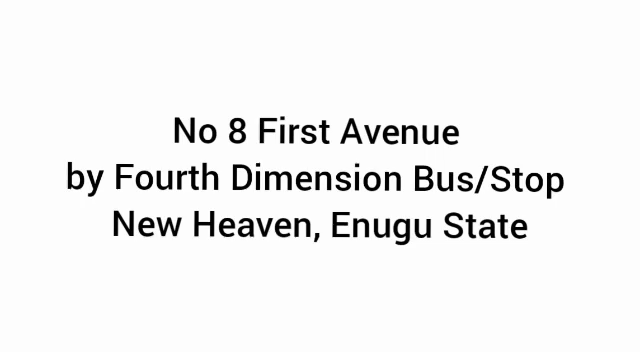 No 8 First Avenue
by Fourth Dimension Bus/Stop
New Heaven, Enugu State